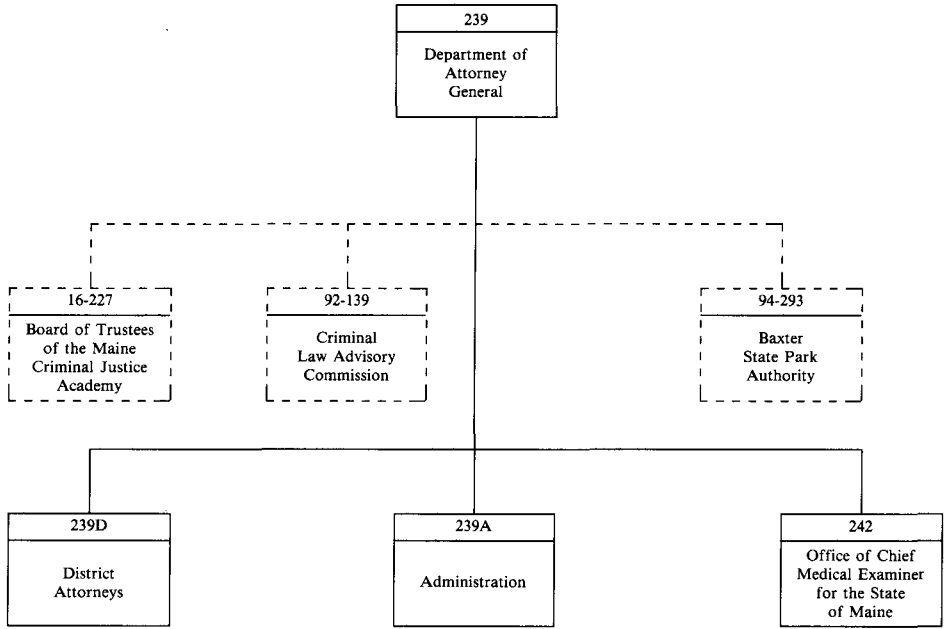 239
Department of
Attorney
General
16-227
Board of Trustees
of the Maine
Criminal Justice
Academy
92-139
Criminal
Law Advisory
Commission
94-293
Baxter
State Park
Authority
239D
District
Attorneys
239A
Administration
242
Office of Chief
Medical Examiner
for the State
of Maine